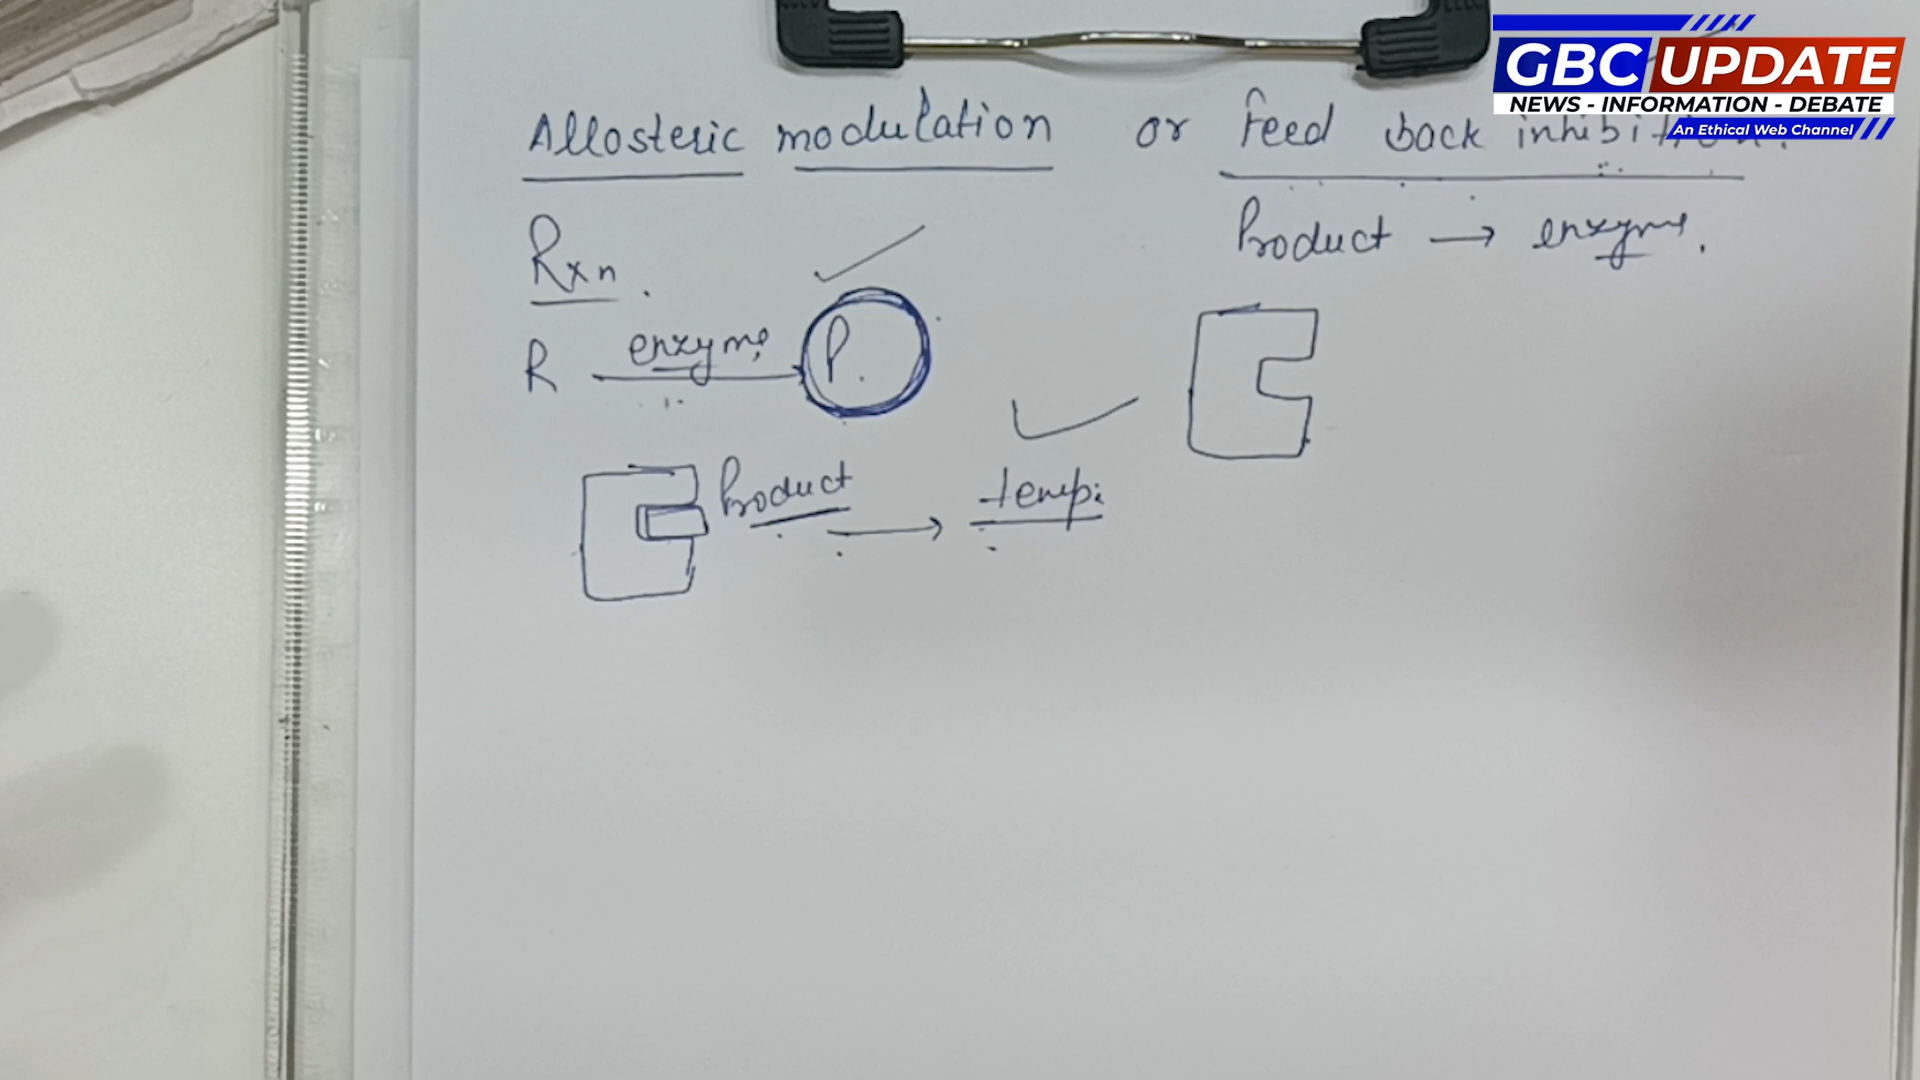 GBC UPDATE
NEWS - INFORMATION - DEBATE
An Ethical Web Channel
Allosteric modulation or feed back inhibition.
Rxn.
Product → enzyme.
R enzyme P.
Product → temp: